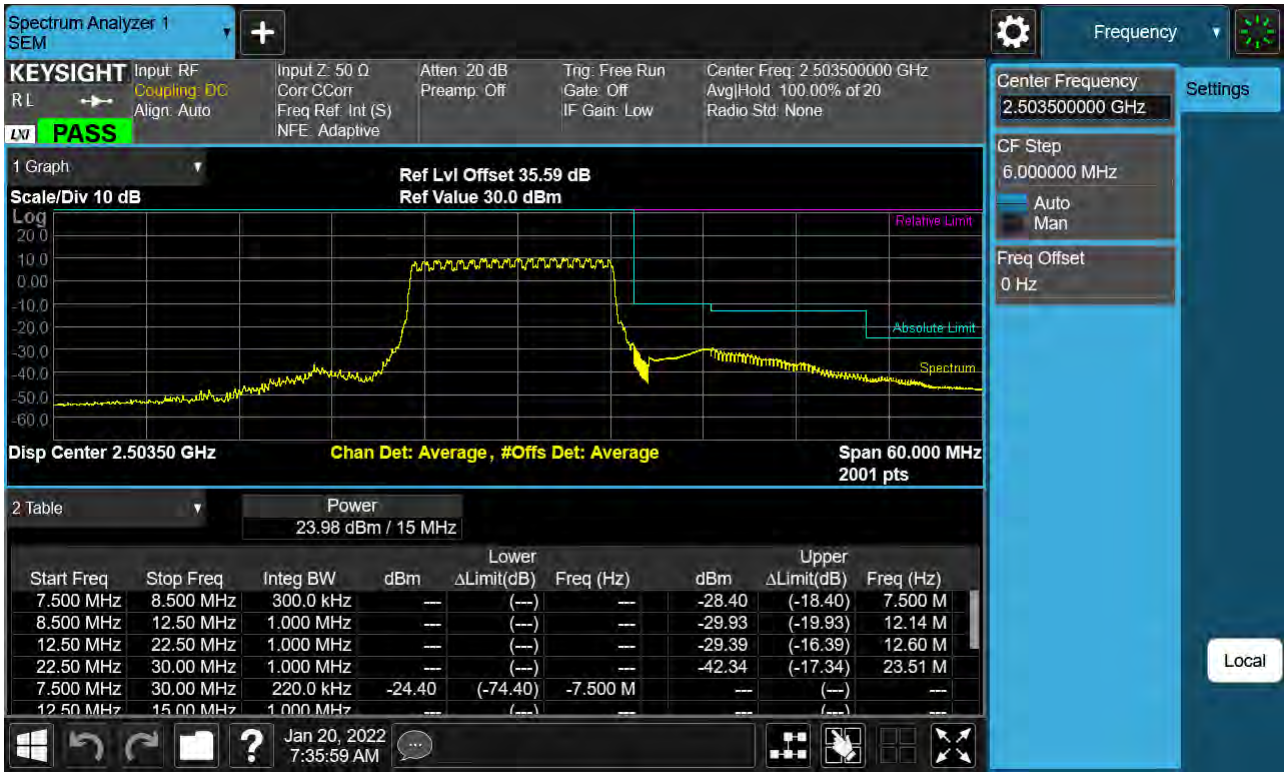 Spectrum Analyzer 1
SEM
+
Frequency
KEYSIGHT
R L
LXI
PASS
Input: RF
Coupling: DC
Align: Auto
Input Z: 50 Ω
Corr CCorr
Freq Ref: Int (S)
NFE: Adaptive
Atten: 20 dB
Preamp: Off
Trig: Free Run
Gate: Off
IF Gain: Low
Center Freq: 2.503500000 GHz
Avg|Hold: 100.00% of 20
Radio Std: None
Center Frequency
2.503500000 GHz
Settings
CF Step
6.000000 MHz
Auto
Man
Freq Offset
0 Hz
1 Graph
Scale/Div 10 dB
Ref Lvl Offset 35.59 dB
Ref Value 30.0 dBm
Log
20.0
10.0
0.00
-10.0
-20.0
-30.0
-40.0
-50.0
-60.0
Relative Limit
Absolute Limit
Spectrum
Disp Center 2.50350 GHz
Chan Det: Average, #Offs Det: Average
Span 60.000 MHz
2001 pts
2 Table
Power
23.98 dBm / 15 MHz
Lower Upper
Start Freq Stop Freq Integ BW dBm ΔLimit(dB) Freq (Hz) dBm ΔLimit(dB) Freq (Hz)
7.500 MHz 8.500 MHz 300.0 kHz --- (---) --- -28.40 (-18.40) 7.500 M
8.500 MHz 12.50 MHz 1.000 MHz --- (---) --- -29.93 (-19.93) 12.14 M
12.50 MHz 22.50 MHz 1.000 MHz --- (---) --- -29.39 (-16.39) 12.60 M
22.50 MHz 30.00 MHz 1.000 MHz --- (---) --- -42.34 (-17.34) 23.51 M
7.500 MHz 30.00 MHz 220.0 kHz -24.40 (-74.40) -7.500 M --- (---) ---
12.50 MHz 15.00 MHz 1.000 MHz --- (---) --- --- (---) ---
Local
?
Jan 20, 2022
7:35:59 AM